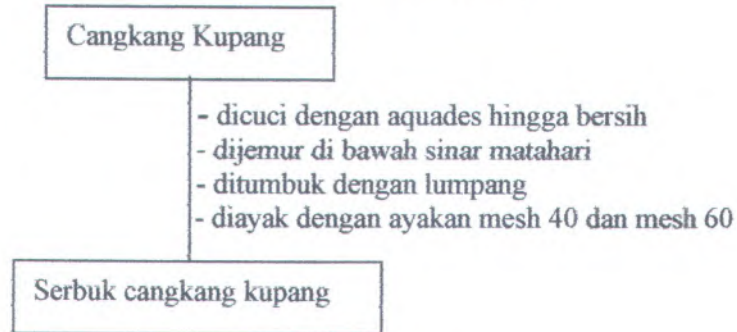 Cangkang Kupang
- dicuci dengan aquades hingga bersih
- dijemur di bawah sinar matahari
- ditumbuk dengan lumpang
- diayak dengan ayakan mesh 40 dan mesh 60
Serbuk cangkang kupang